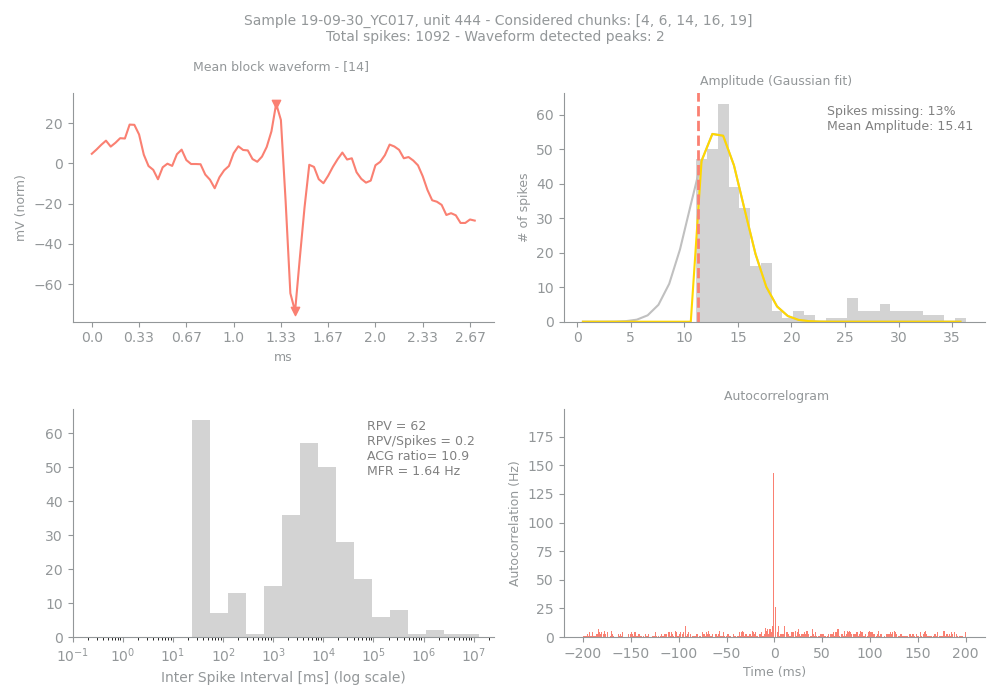 Sample 19-09-30_YC017, unit 444 - Considered chunks: [4, 6, 14, 16, 19]
Total spikes: 1092 - Waveform detected peaks: 2
Mean block waveform - [14]
20
0
−20
−40
−60
mV (norm)
0.0 0.33 0.67 1.0 1.33 1.67 2.0 2.33 2.67
ms
Amplitude (Gaussian fit)
Spikes missing: 13%
Mean Amplitude: 15.41
60
50
40
30
20
10
0
# of spikes
0 5 10 15 20 25 30 35
RPV = 62
RPV/Spikes = 0.2
ACG ratio= 10.9
MFR = 1.64 Hz
60
50
40
30
20
10
0
10⁻¹ 10⁰ 10¹ 10² 10³ 10⁴ 10⁵ 10⁶ 10⁷
Inter Spike Interval [ms] (log scale)
Autocorrelogram
175
150
125
100
75
50
25
0
Autocorrelation (Hz)
−200 −150 −100 −50 0 50 100 150 200
Time (ms)